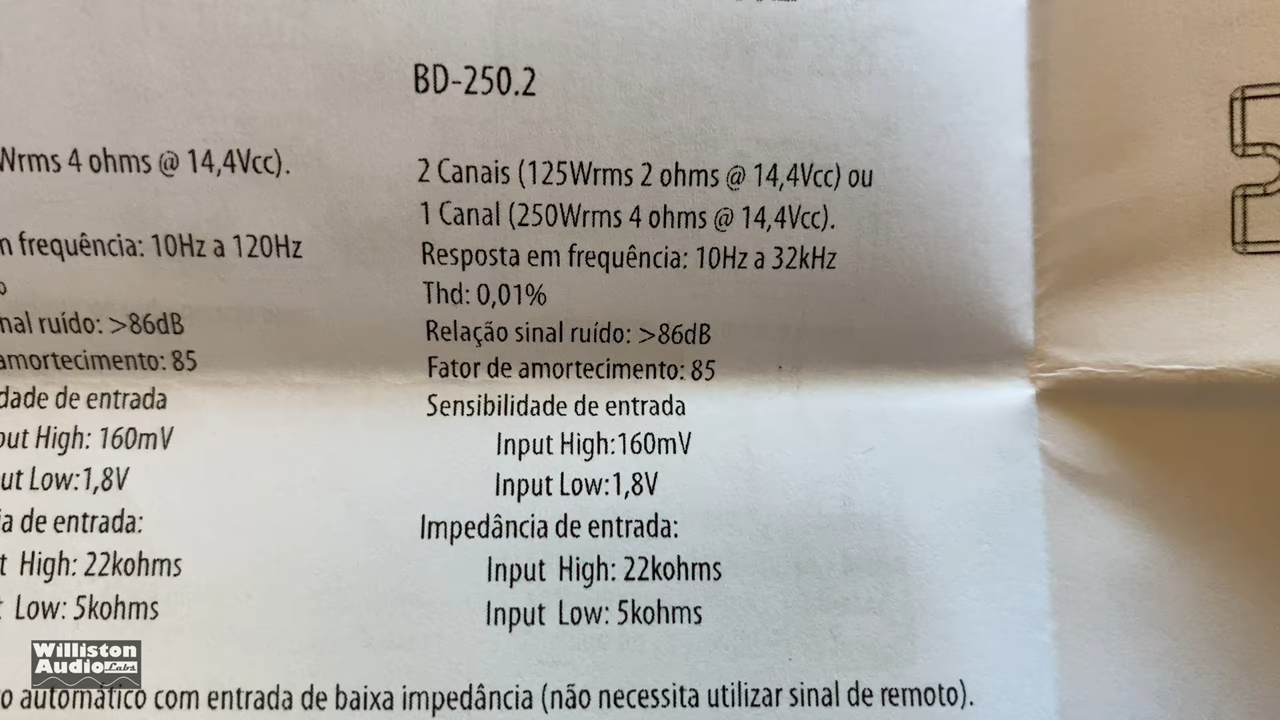 Wrms 4 ohms @ 14,4Vcc).
frequência: 10Hz a 120Hz
ruído: >86dB
amortecimento: 85
de entrada
High: 160mV
Low:1,8V
de entrada:
High: 22kohms
Low: 5kohms
BD-250.2
2 Canais (125Wrms 2 ohms @ 14,4Vcc) ou
1 Canal (250Wrms 4 ohms @ 14,4Vcc).
Resposta em frequência: 10Hz a 32kHz
Thd: 0,01%
Relação sinal ruído: >86dB
Fator de amortecimento: 85
Sensibilidade de entrada
Input High:160mV
Input Low:1,8V
Impedância de entrada:
Input High: 22kohms
Input Low: 5kohms
automático com entrada de baixa impedância (não necessita utilizar sinal de remoto).
Williston
Audio Labs